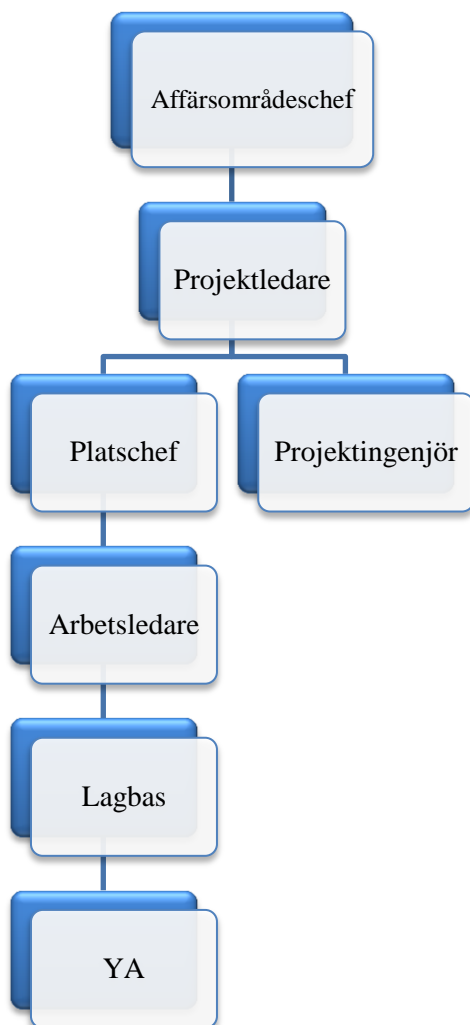 Affärsområdeschef
Projektledare
Platschef
Projektingenjör
Arbetsledare
Lagbas
YA